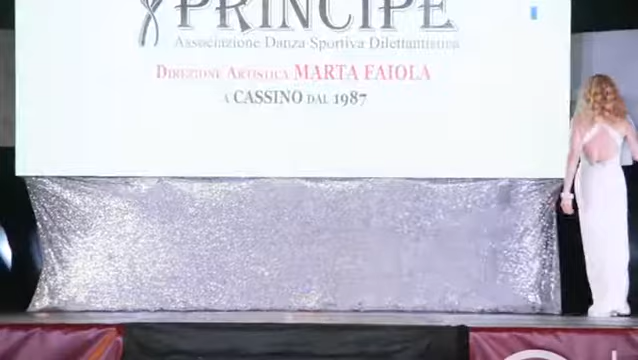 PRINCIPE
Associazione Danza Sportiva Dilettantistica
DIREZIONE ARTISTICA MARTA FAIOLA
A CASSINO DAL 1987